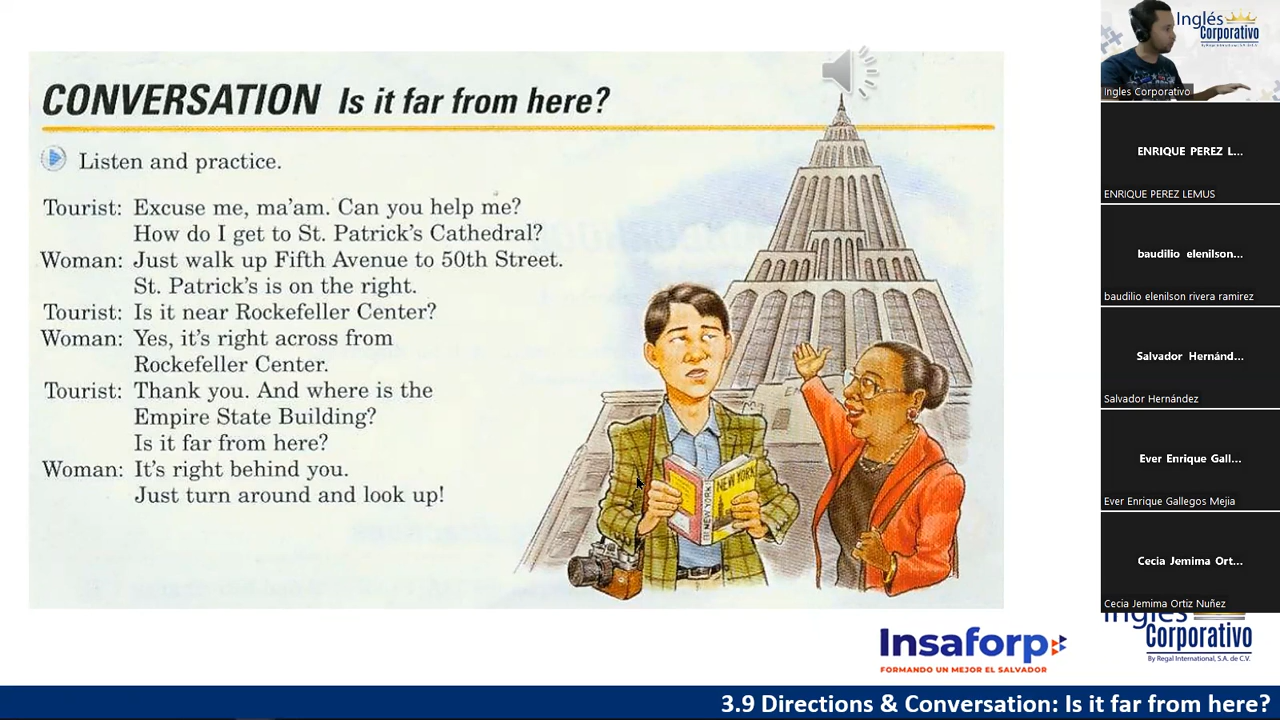 CONVERSATION Is it far from here?
Listen and practice.
Tourist: Excuse me, ma'am. Can you help me?
How do I get to St. Patrick's Cathedral?
Woman: Just walk up Fifth Avenue to 50th Street.
St. Patrick's is on the right.
Tourist: Is it near Rockefeller Center?
Woman: Yes, it's right across from
Rockefeller Center.
Tourist: Thank you. And where is the
Empire State Building?
Is it far from here?
Woman: It's right behind you.
Just turn around and look up!
NEW YORK
NEW YORK
Insaforp
FORMANDO UN MEJOR EL SALVADOR
Inglés
Corporativo
By Regal International, S.A. de C.V.
3.9 Directions & Conversation: Is it far from here?
Inglés
Corporativo
By Regal International, S.A. de C.V.
Ingles Corporativo
ENRIQUE PEREZ L...
ENRIQUE PEREZ LEMUS
baudilio elenilson...
baudilio elenilson rivera ramirez
Salvador Hernánd...
Salvador Hernández
Ever Enrique Gall...
Ever Enrique Gallegos Mejia
Cecia Jemima Ort...
Cecia Jemima Ortiz Nuñez